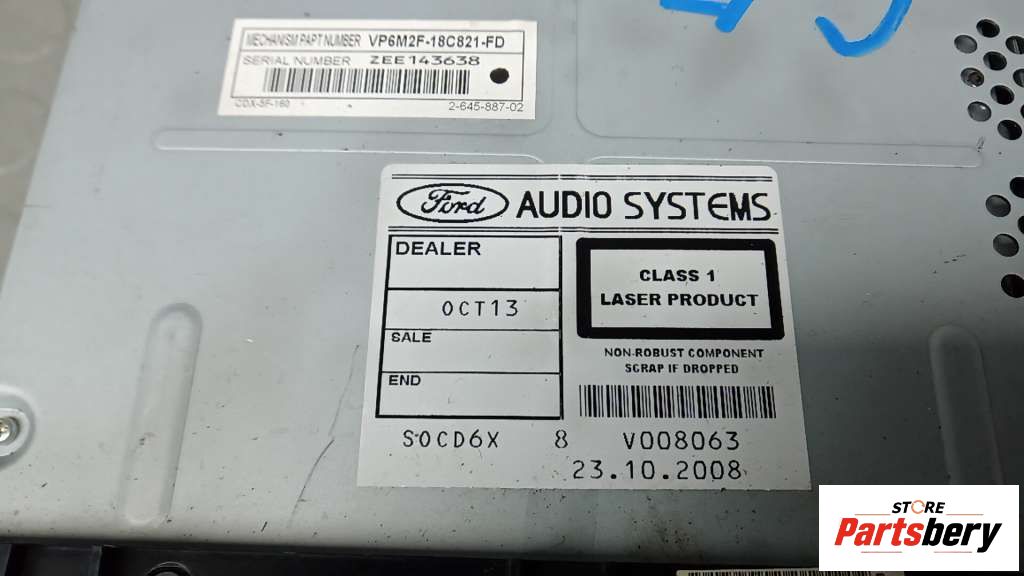 MECHANISM PART NUMBER VP6M2F-18C821-FD
SERIAL NUMBER ZEE143638
CDX-5F-160 2-645-887-02
Ford AUDIO SYSTEMS
DEALER
OCT13
SALE
END
CLASS 1
LASER PRODUCT
NON-ROBUST COMPONENT
SCRAP IF DROPPED
SOCD6X 8 V008063
23.10.2008
STORE
Partsbery